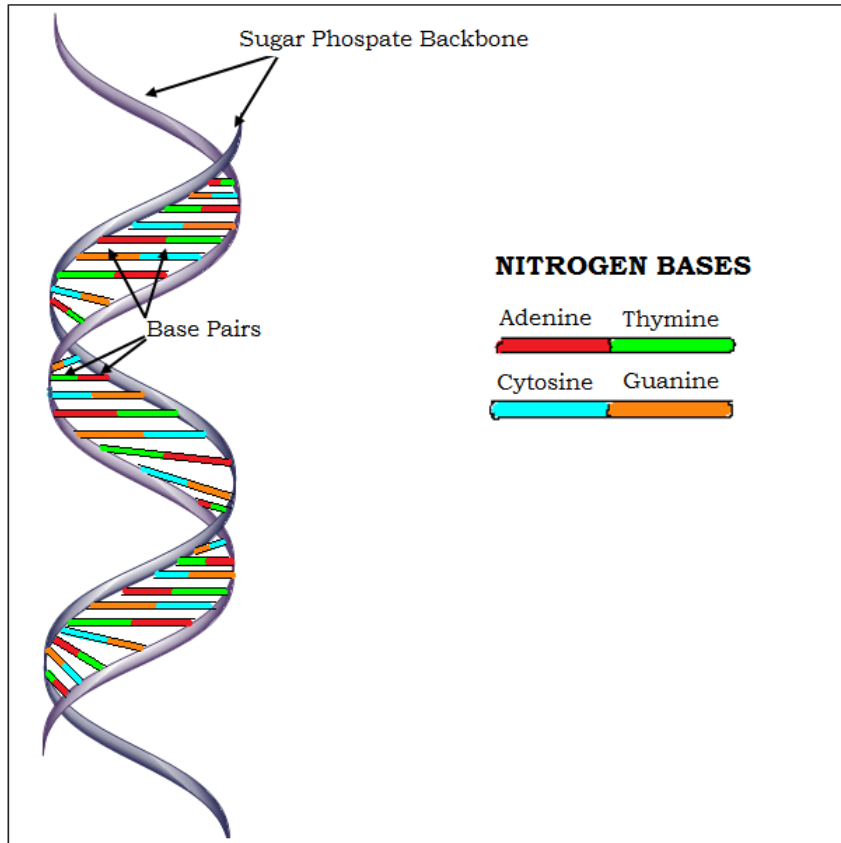 Sugar Phospate Backbone
Base Pairs
NITROGEN BASES
Adenine Thymine
Cytosine Guanine